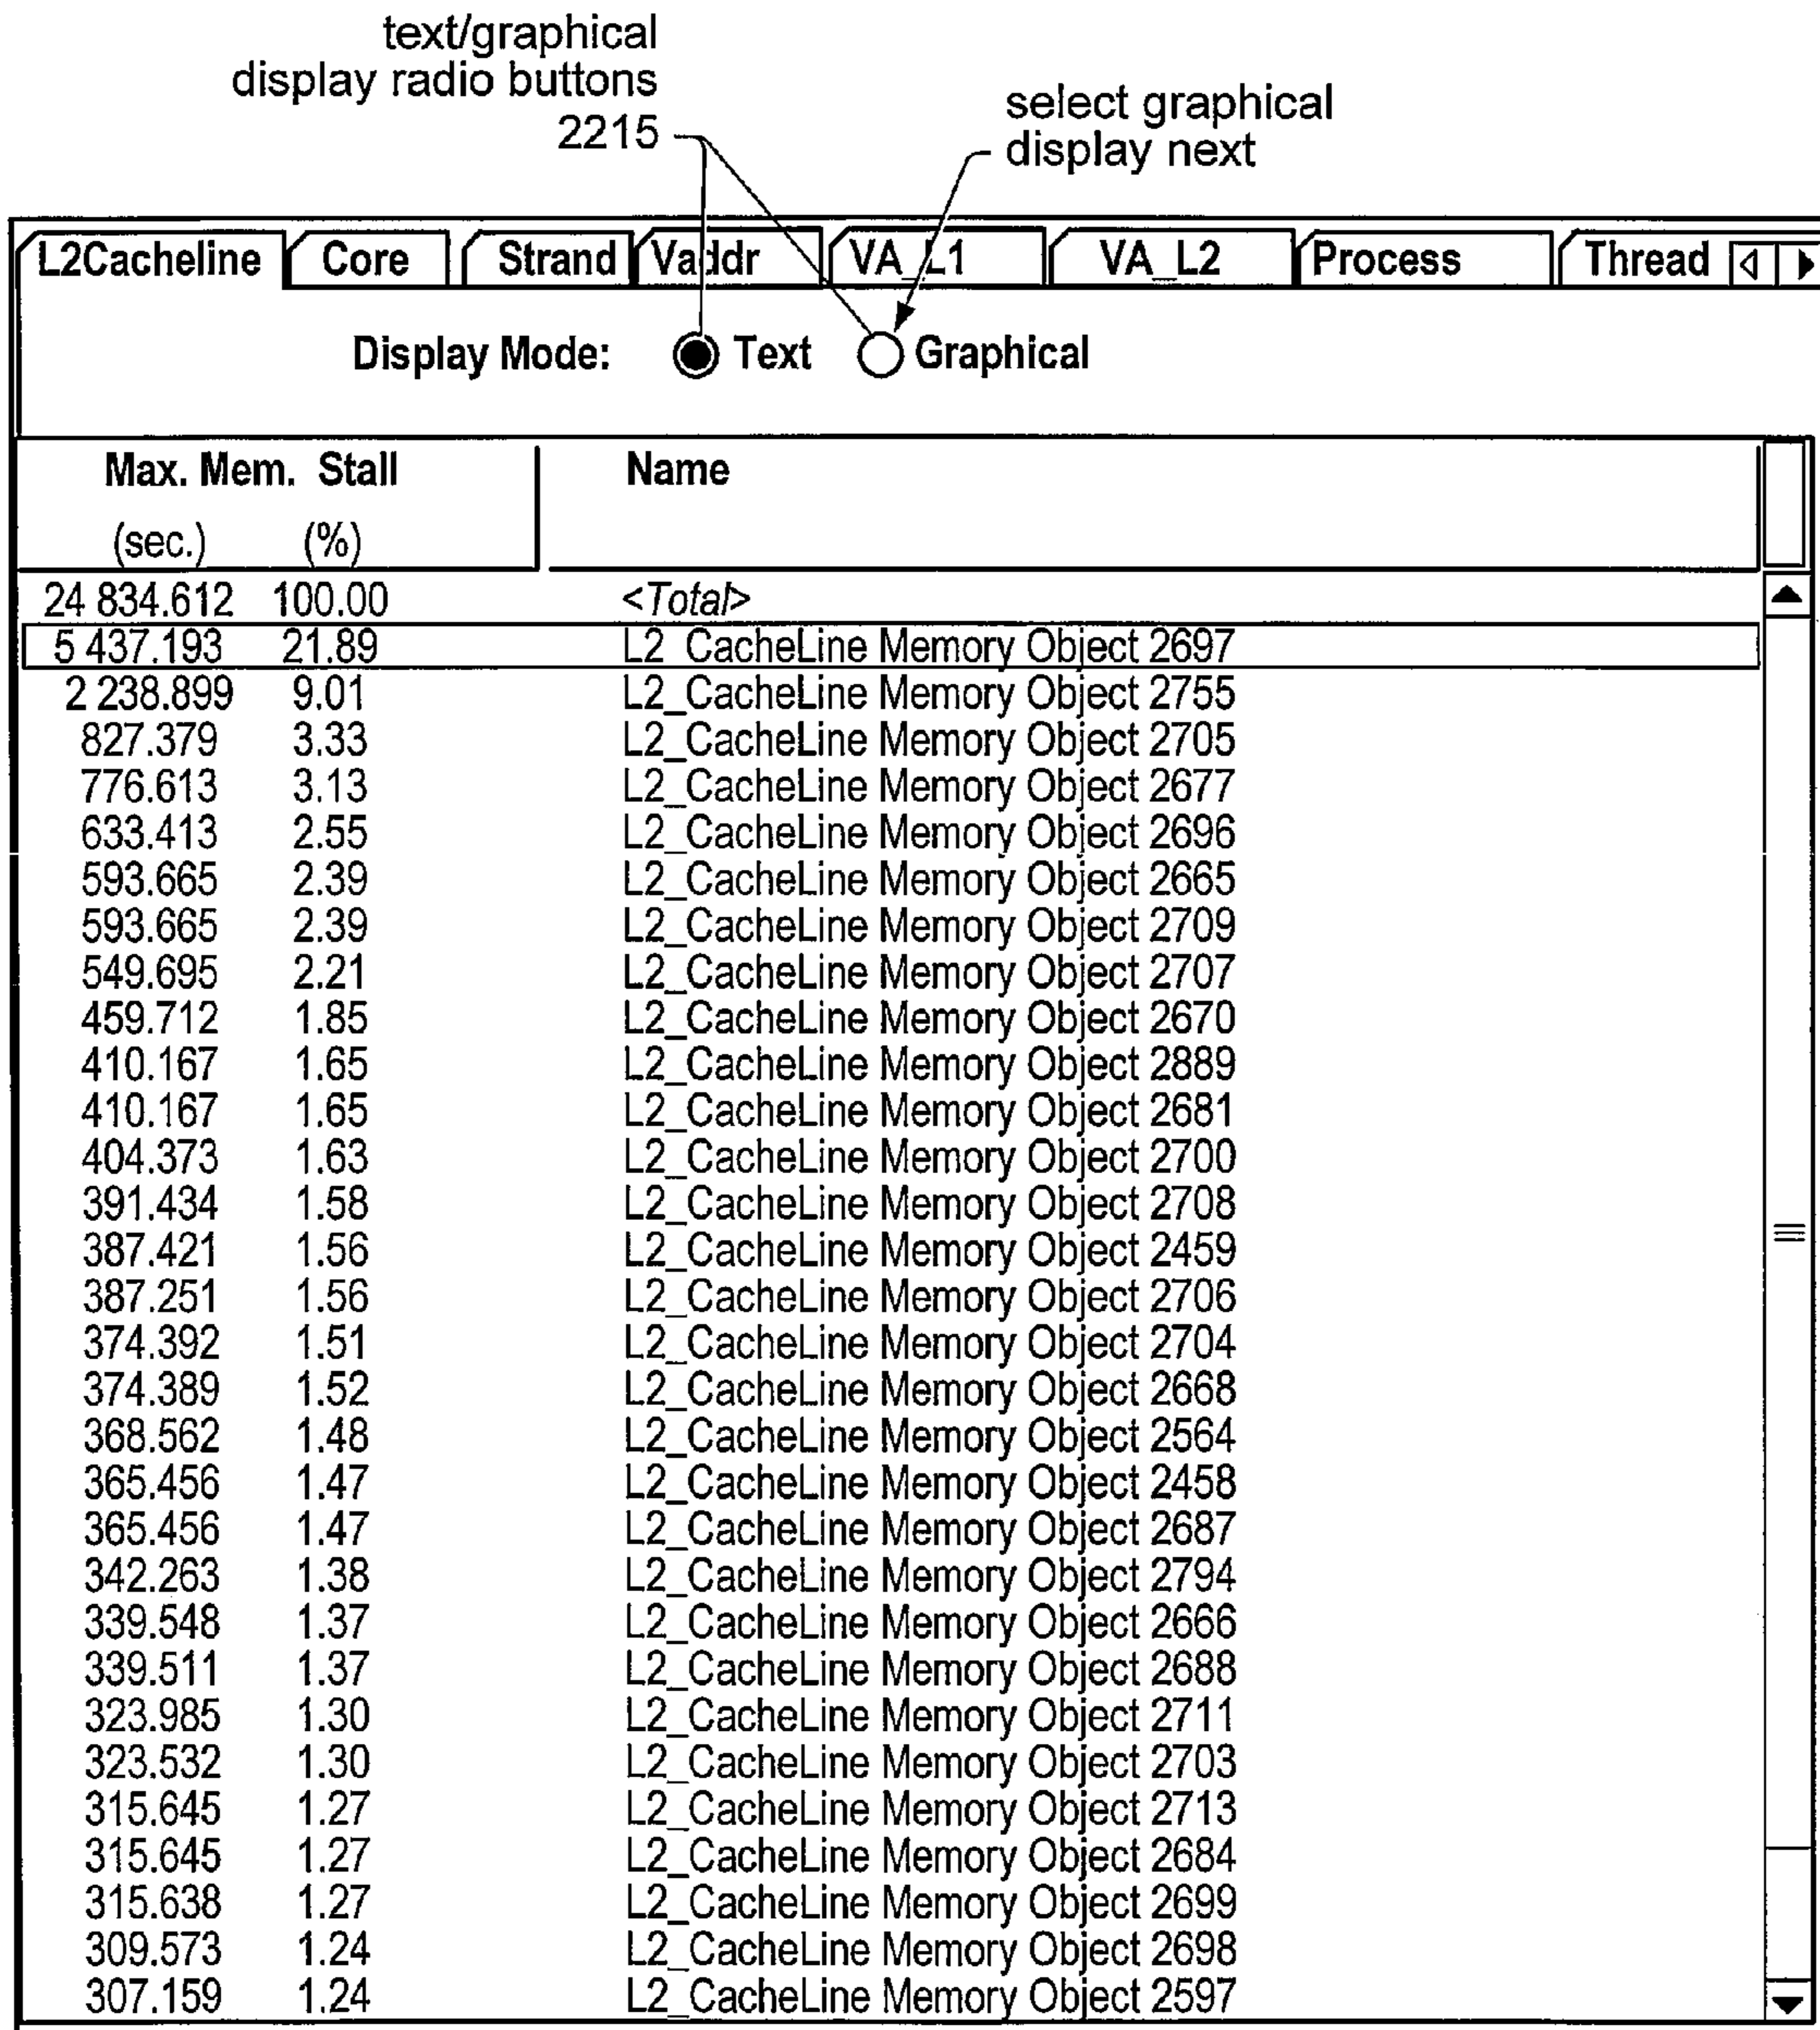 text/graphical
display radio buttons
2215
select graphical
display next
L2Cacheline Core Strand Vaddr VA_L1 VA_L2 Process Thread
Display Mode: Text Graphical
Max. Mem. Stall Name
(sec.) (%)
24 834.612 100.00 <Total>
5 437.193 21.89 L2_CacheLine Memory Object 2697
2 238.899 9.01 L2_CacheLine Memory Object 2755
827.379 3.33 L2_CacheLine Memory Object 2705
776.613 3.13 L2_CacheLine Memory Object 2677
633.413 2.55 L2_CacheLine Memory Object 2696
593.665 2.39 L2_CacheLine Memory Object 2665
593.665 2.39 L2_CacheLine Memory Object 2709
549.695 2.21 L2_CacheLine Memory Object 2707
459.712 1.85 L2_CacheLine Memory Object 2670
410.167 1.65 L2_CacheLine Memory Object 2889
410.167 1.65 L2_CacheLine Memory Object 2681
404.373 1.63 L2_CacheLine Memory Object 2700
391.434 1.58 L2_CacheLine Memory Object 2708
387.421 1.56 L2_CacheLine Memory Object 2459
387.251 1.56 L2_CacheLine Memory Object 2706
374.392 1.51 L2_CacheLine Memory Object 2704
374.389 1.52 L2_CacheLine Memory Object 2668
368.562 1.48 L2_CacheLine Memory Object 2564
365.456 1.47 L2_CacheLine Memory Object 2458
365.456 1.47 L2_CacheLine Memory Object 2687
342.263 1.38 L2_CacheLine Memory Object 2794
339.548 1.37 L2_CacheLine Memory Object 2666
339.511 1.37 L2_CacheLine Memory Object 2688
323.985 1.30 L2_CacheLine Memory Object 2711
323.532 1.30 L2_CacheLine Memory Object 2703
315.645 1.27 L2_CacheLine Memory Object 2713
315.645 1.27 L2_CacheLine Memory Object 2684
315.638 1.27 L2_CacheLine Memory Object 2699
309.573 1.24 L2_CacheLine Memory Object 2698
307.159 1.24 L2_CacheLine Memory Object 2597